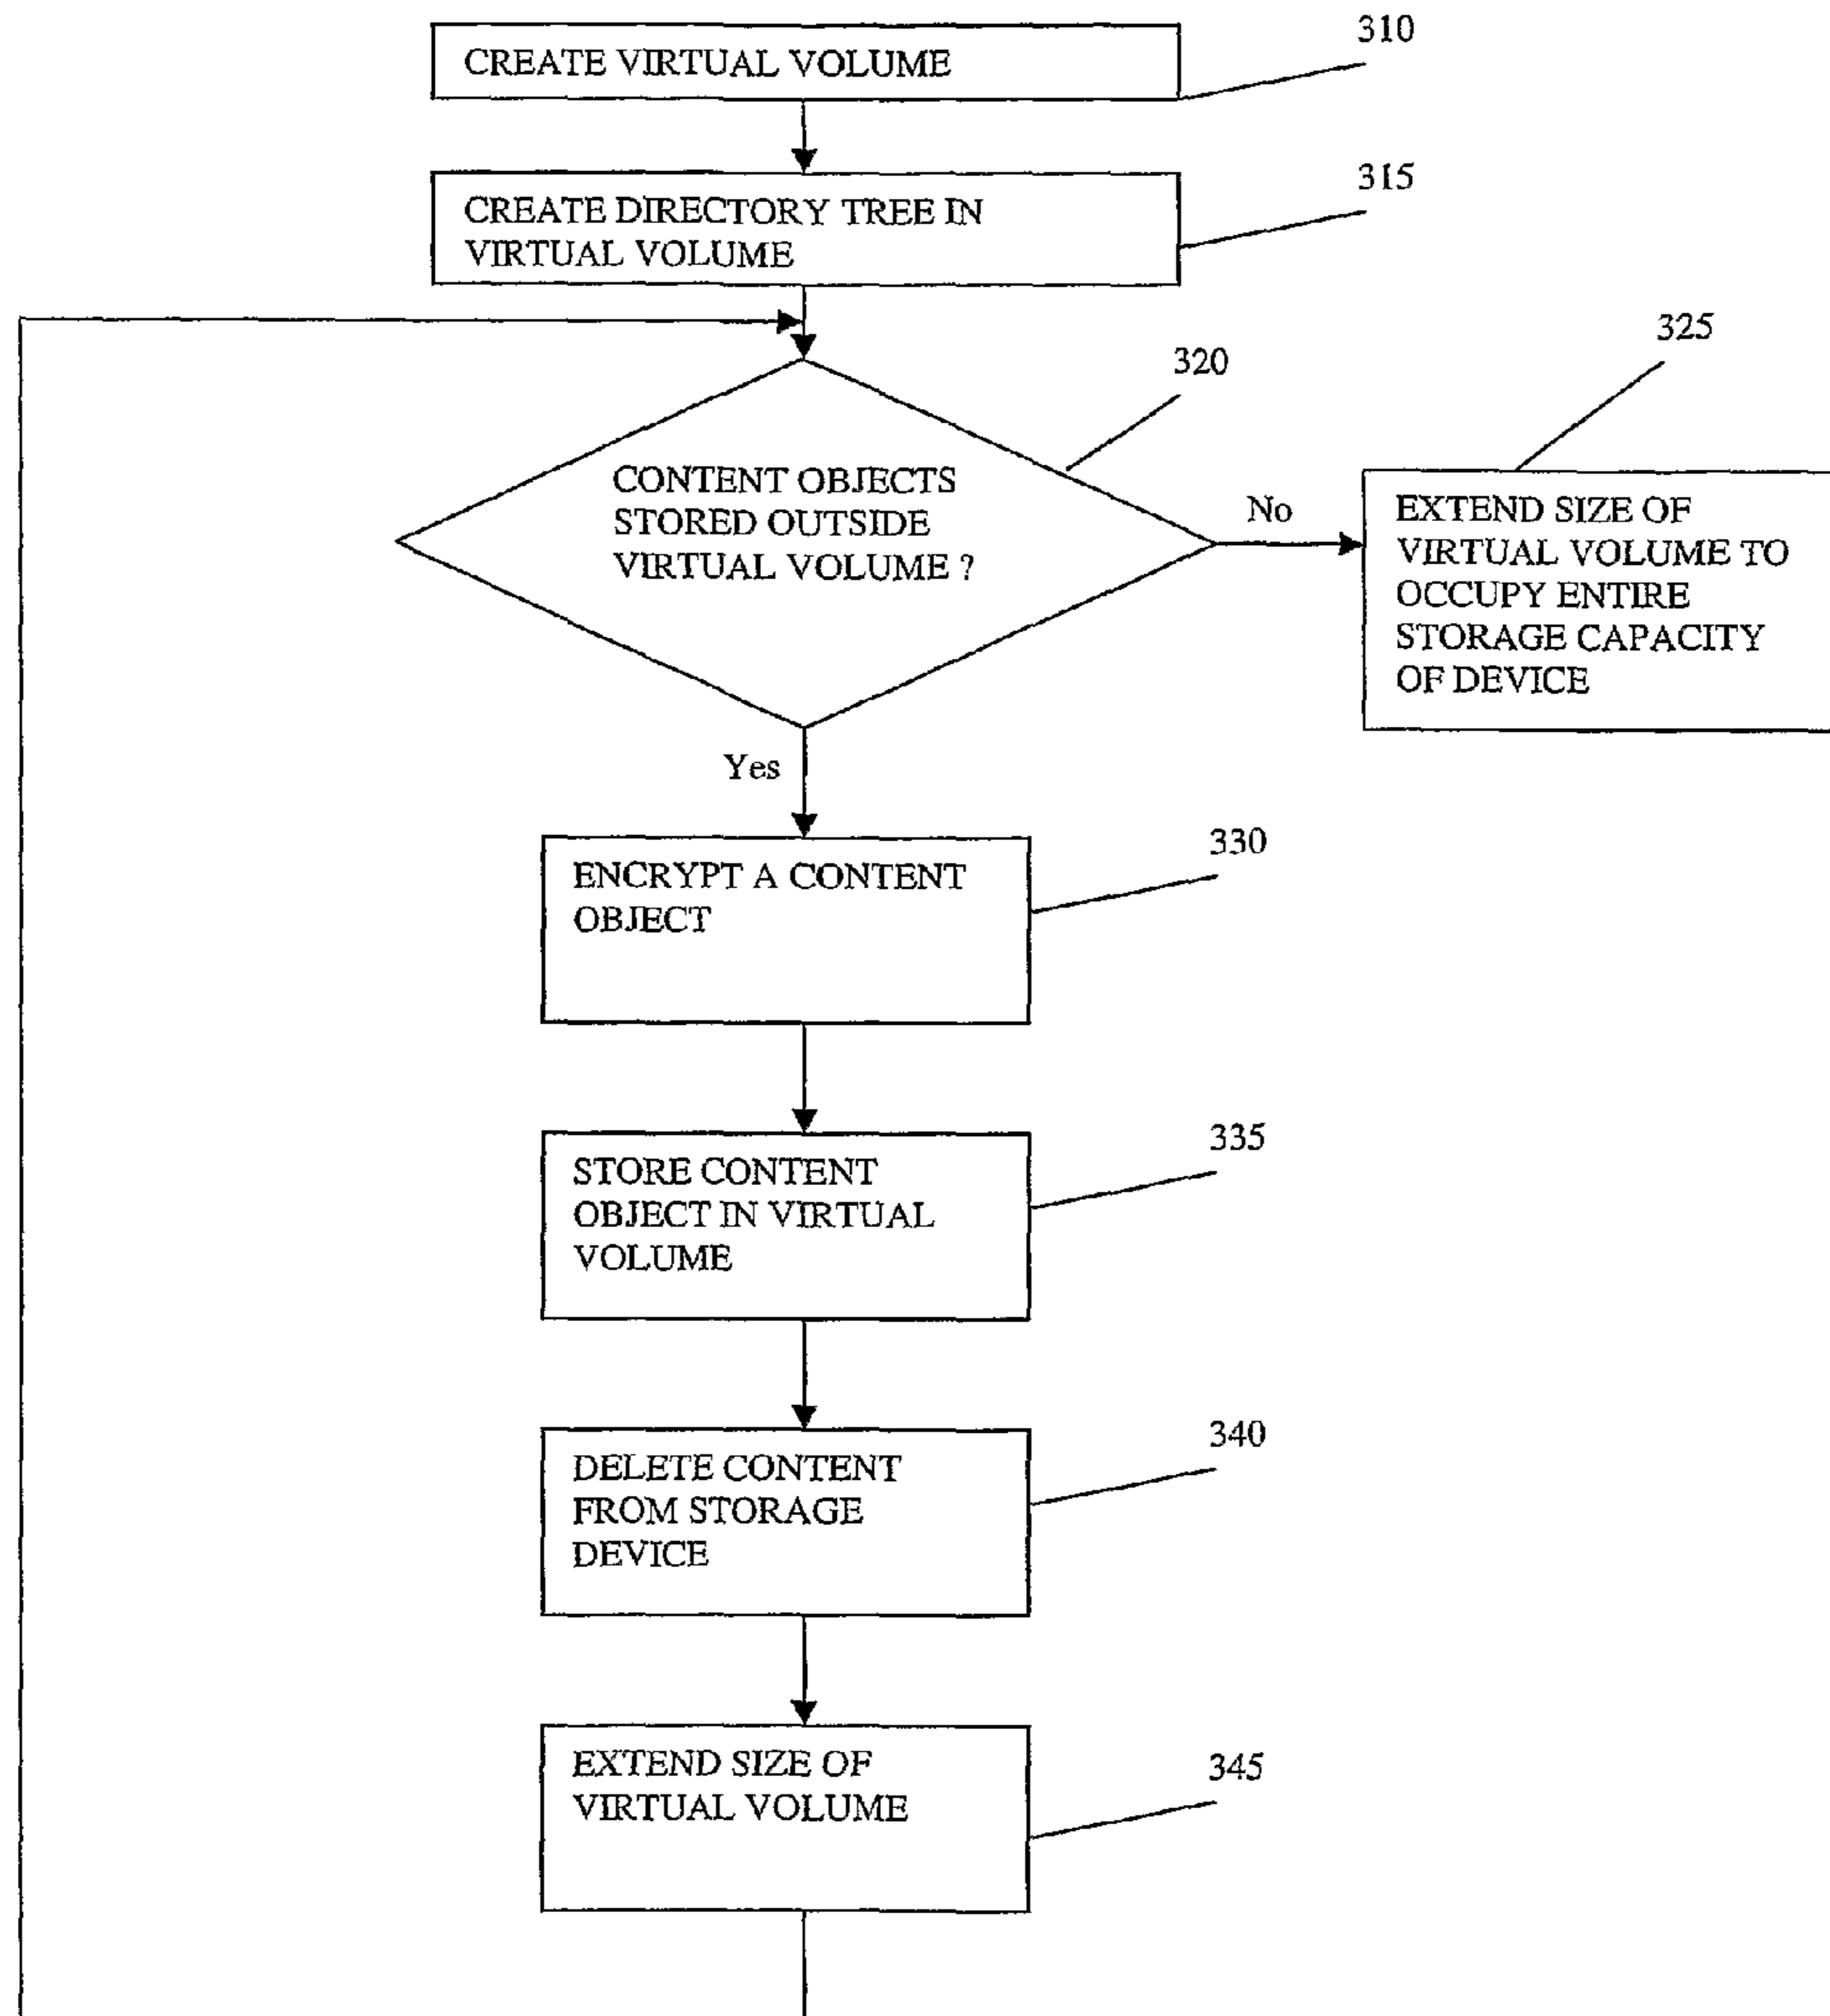 310
CREATE VIRTUAL VOLUME
315
CREATE DIRECTORY TREE IN
VIRTUAL VOLUME
320
CONTENT OBJECTS
STORED OUTSIDE
VIRTUAL VOLUME ?
No
325
EXTEND SIZE OF
VIRTUAL VOLUME TO
OCCUPY ENTIRE
STORAGE CAPACITY
OF DEVICE
Yes
330
ENCRYPT A CONTENT
OBJECT
335
STORE CONTENT
OBJECT IN VIRTUAL
VOLUME
340
DELETE CONTENT
FROM STORAGE
DEVICE
345
EXTEND SIZE OF
VIRTUAL VOLUME